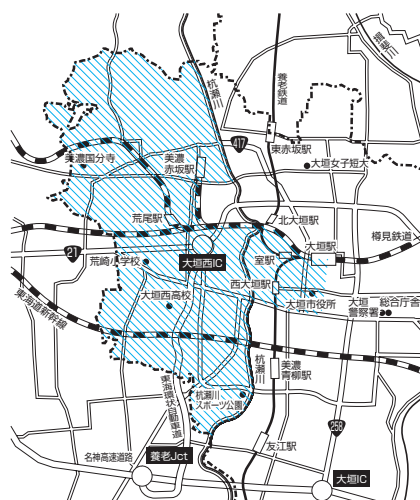 揖斐川
杭瀬川
養老鉄道
東赤坂駅
417
大垣女子短大
美濃国分寺
美濃
赤坂駅
荒尾駅
北大垣駅
樽見鉄道
21
荒崎小学校
大垣西IC
室駅
大垣駅
西大垣駅
大垣市役所
大垣西高校
大垣
警察署
総合庁舎
東海道新幹線
東海環状自動車道
杭瀬川
スポーツ公園
杭瀬川
美濃
青柳駅
258
名神高速道路
養老Jct
友江駅
大垣IC